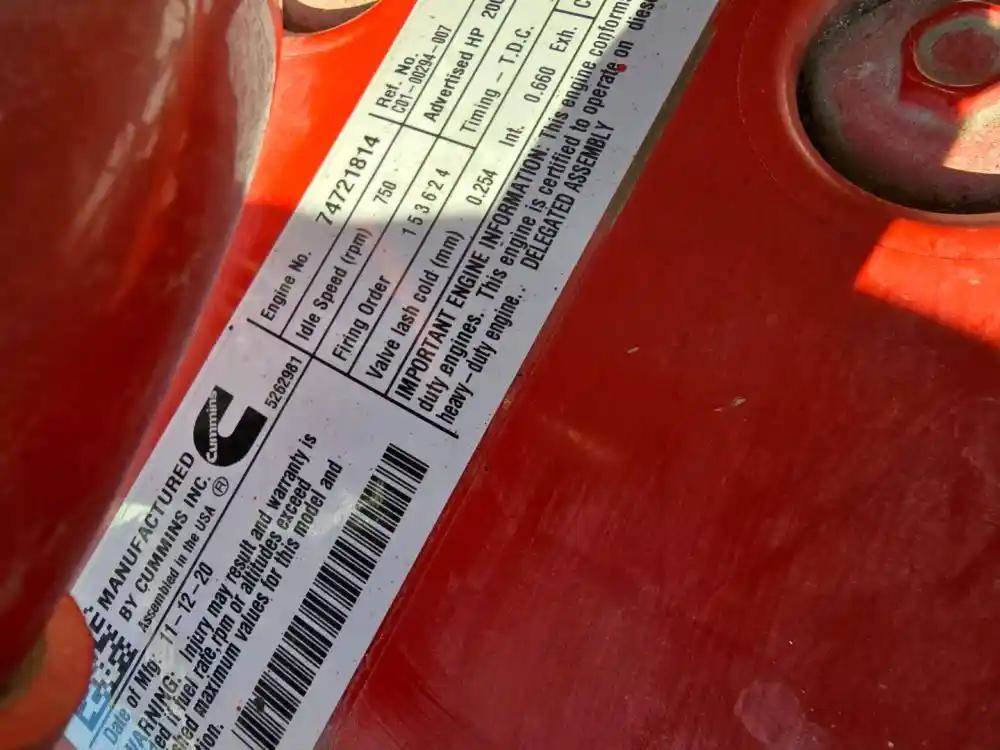 E MANUFACTURED
BY CUMMINS INC.
Assembled in the USA ®
cummins
5262981
Date of Mfg: 11-12-20
WARNING: Injury may result and warranty is
if fuel rate, rpm or altitudes exceed
maximum values for this model and
Engine No. 74721814
Ref. No.
C01-00294-007
Idle Speed (rpm) 750
Advertised HP 200
Firing Order 1 5 3 6 2 4
Timing - T.D.C.
Valve lash cold (mm) 0.254 Int. 0.660 Exh.
IMPORTANT ENGINE INFORMATION: This engine conform
duty engines. This engine is certified to operate on diese
heavy-duty engine. DELEGATED ASSEMBLY